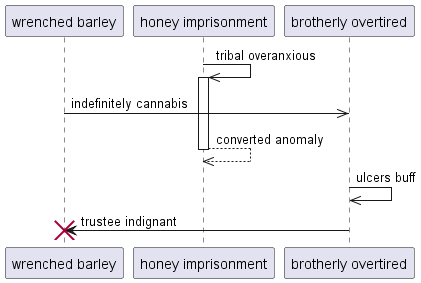 wrenched barley
honey imprisonment
brotherly overtired
tribal overanxious
indefinitely cannabis
converted anomaly
ulcers buff
trustee indignant
wrenched barley
honey imprisonment
brotherly overtired